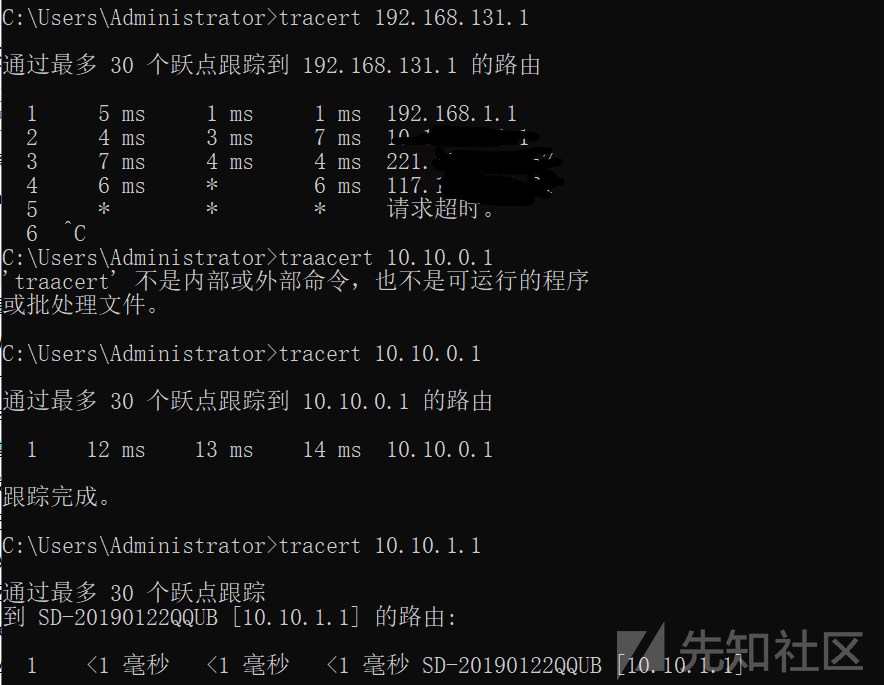 C:\Users\Administrator>tracert 192.168.131.1
通过最多 30 个跃点跟踪到 192.168.131.1 的路由
1 5 ms 1 ms 1 ms 192.168.1.1
2 4 ms 3 ms 7 ms
3 7 ms 4 ms 4 ms 221.
4 6 ms * 6 ms 117.
5 * * * 请求超时。
6 ^C
C:\Users\Administrator>traacert 10.10.0.1
'traacert' 不是内部或外部命令，也不是可运行的程序
或批处理文件。
C:\Users\Administrator>tracert 10.10.0.1
通过最多 30 个跃点跟踪到 10.10.0.1 的路由
1 12 ms 13 ms 14 ms 10.10.0.1
跟踪完成。
C:\Users\Administrator>tracert 10.10.1.1
通过最多 30 个跃点跟踪
到 SD-20190122QQUB [10.10.1.1] 的路由:
1 <1 毫秒 <1 毫秒 <1 毫秒 SD-20190122QQUB [10.10.1.1]
先知社区